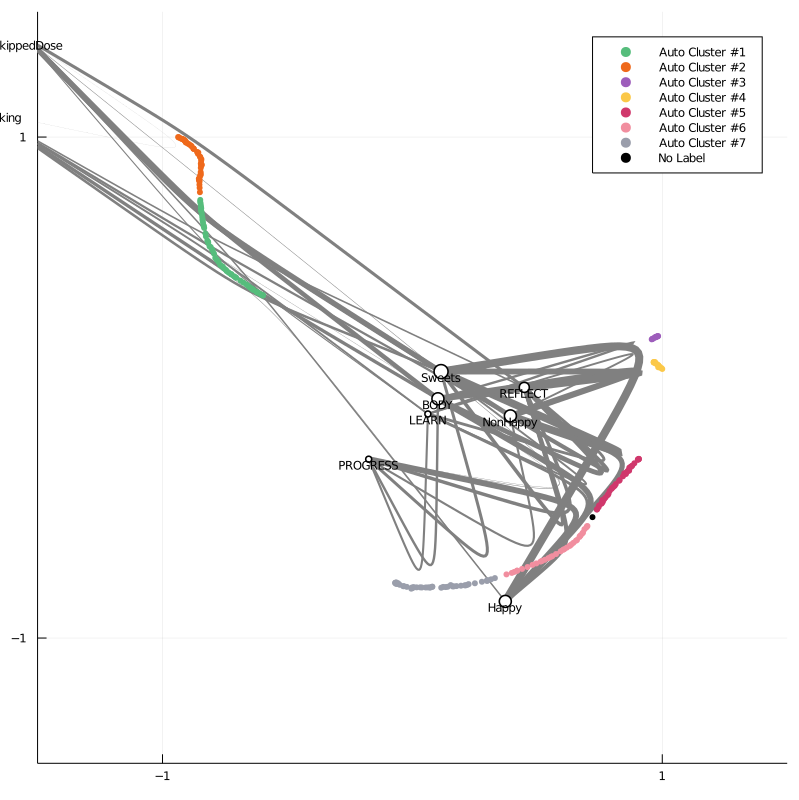 kippedDose
king
1
Auto Cluster #1
Auto Cluster #2
Auto Cluster #3
Auto Cluster #4
Auto Cluster #5
Auto Cluster #6
Auto Cluster #7
No Label
Sweets
REFLECT
BODY
LEARN
NonHappy
PROGRESS
Happy
−1
−1
1